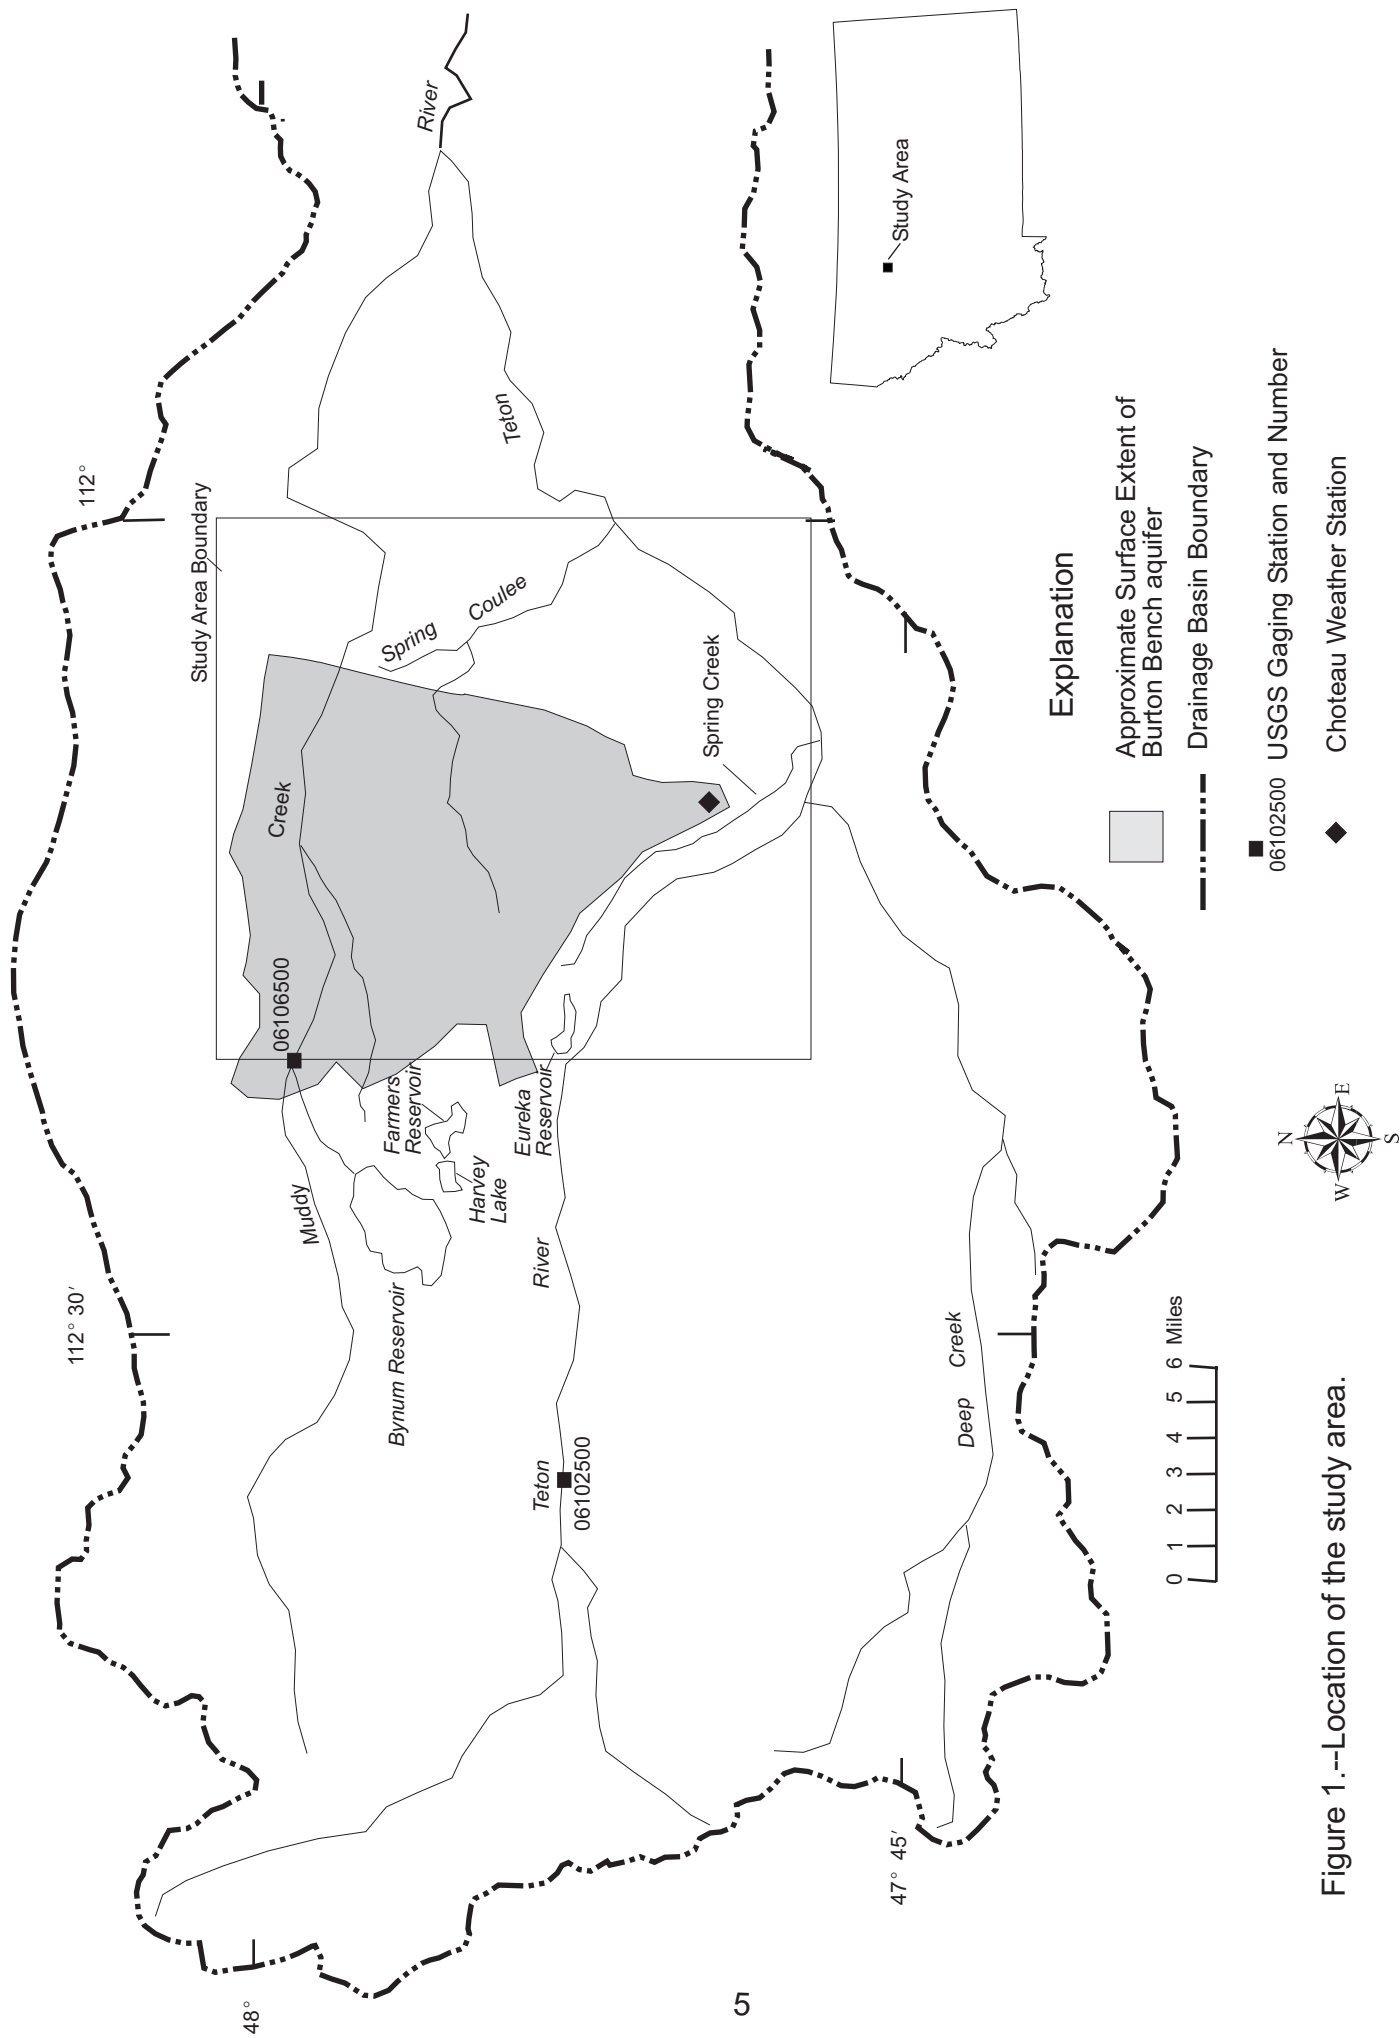 48°
112° 30′
112°
Study Area Boundary
River
06106500
Creek
Muddy
Spring
Coulee
Teton
Bynum Reservoir
Farmers
Reservoir
Harvey
Lake
Eureka
Reservoir
River
Teton
06102500
Spring Creek
47° 45′
Deep
Creek
Study Area
Explanation
Approximate Surface Extent of
Burton Bench aquifer
Drainage Basin Boundary
06102500
USGS Gaging Station and Number
Choteau Weather Station
0 1 2 3 4 5 6 Miles
N
W
E
S
Figure 1.--Location of the study area.
5